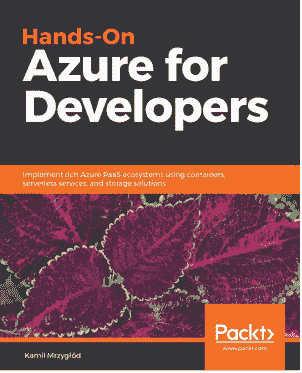 Hands-On
Azure for
Developers
Implement rich Azure PaaS ecosystems using containers,
serverless services, and storage solutions
Packt>
www.packt.com
Kamil Mrzygłód